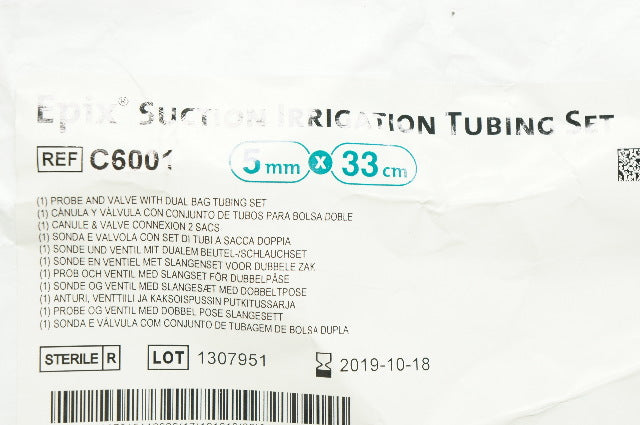 Epix® SUCTION IRRIGATION TUBING SET
REF C6001 5 mm x 33 cm
(1) PROBE AND VALVE WITH DUAL BAG TUBING SET
(1) CÁNULA Y VÁLVULA CON CONJUNTO DE TUBOS PARA BOLSA DOBLE
(1) CANULE & VALVE CONNEXION 2 SACS
(1) SONDA E VALVOLA CON SET DI TUBI A SACCA DOPPIA
(1) SONDE UND VENTIL MIT DUALEM BEUTEL-/SCHLAUCHSET
(1) SONDE EN VENTIEL MET SLANGENSET VOOR DUBBELE ZAK
(1) PROB OCH VENTIL MED SLANGSET FÖR DUBBELPÅSE
(1) SONDE OG VENTIL MED SLANGESÆT MED DOBBELTPOSE
(1) ANTURI, VENTTIILI JA KAKSOISPUSSIN PUTKITUSSARJA
(1) PROBE OG VENTIL MED DOBBEL POSE SLANGESETT
(1) SONDA E VÁLVULA COM CONJUNTO DE TUBAGEM DE BOLSA DUPLA
STERILE R LOT 1307951 2019-10-18